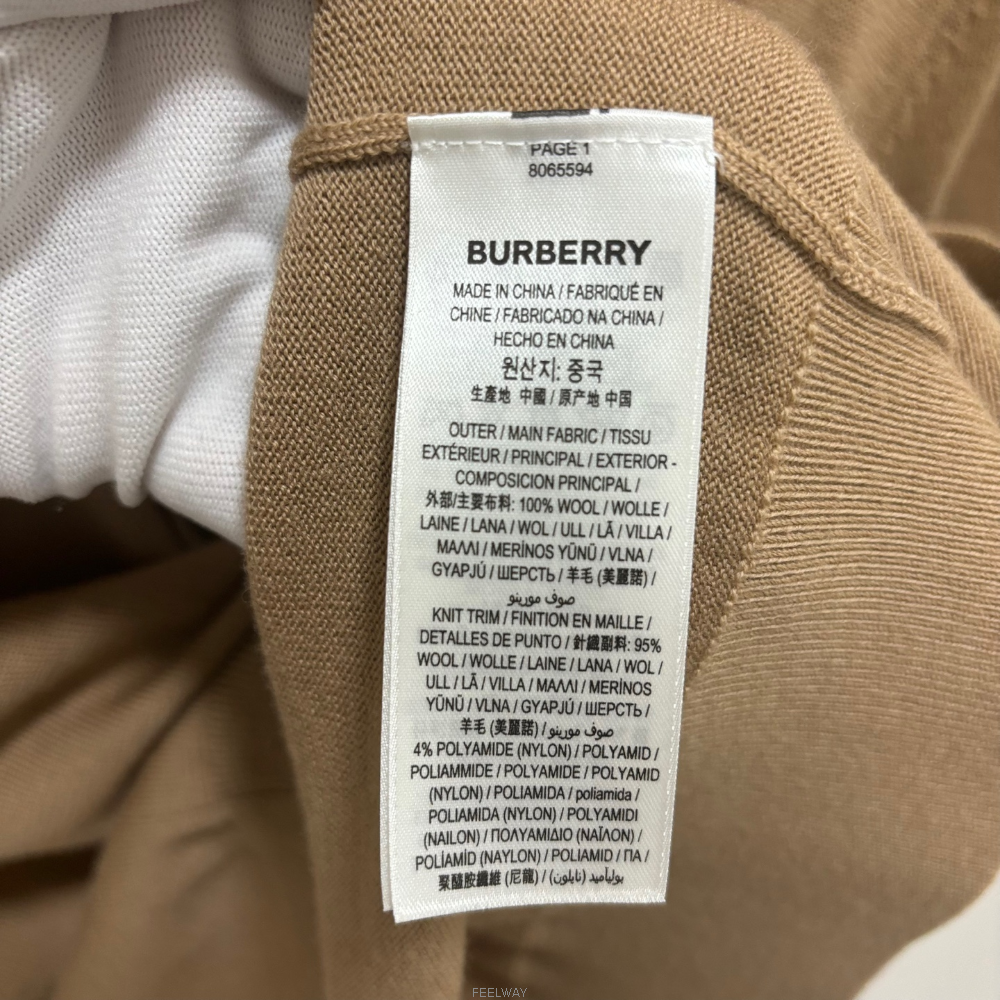 PAGE 1
8065594
BURBERRY
MADE IN CHINA / FABRIQUÉ EN
CHINE / FABRICADO NA CHINA /
HECHO EN CHINA
원산지: 중국
生產地 中國 / 原产地 中国
OUTER / MAIN FABRIC / TISSU
EXTÉRIEUR / PRINCIPAL / EXTERIOR -
COMPOSICION PRINCIPAL /
外部/主要布料: 100% WOOL / WOLLE /
LAINE / LANA / WOL / ULL / LÃ / VILLA /
ΜΑΛΛΙ / MERİNOS YÜNÜ / VLNA /
GYAPJÚ / ШЕРСТЬ / 羊毛 (美麗諾) /
صوف مورينو
KNIT TRIM / FINITION EN MAILLE /
DETALLES DE PUNTO / 針織副料: 95%
WOOL / WOLLE / LAINE / LANA / WOL /
ULL / LÃ / VILLA / ΜΑΛΛΙ / MERİNOS
YÜNÜ / VLNA / GYAPJÚ / ШЕРСТЬ /
羊毛 (美麗諾) / صوف مورينو
4% POLYAMIDE (NYLON) / POLYAMID /
POLIAMMIDE / POLYAMIDE / POLYAMID
(NYLON) / POLIAMIDA / poliamida /
POLIAMIDA (NYLON) / POLYAMIDI
(NAILON) / ΠΟΛΥΑΜΙΔΙΟ (ΝΑΪΛΟΝ) /
POLİAMİD (NAYLON) / POLIAMID / ПА /
聚醯胺纖維 (尼龍) / بولياميد (نايلون)
FEELWAY